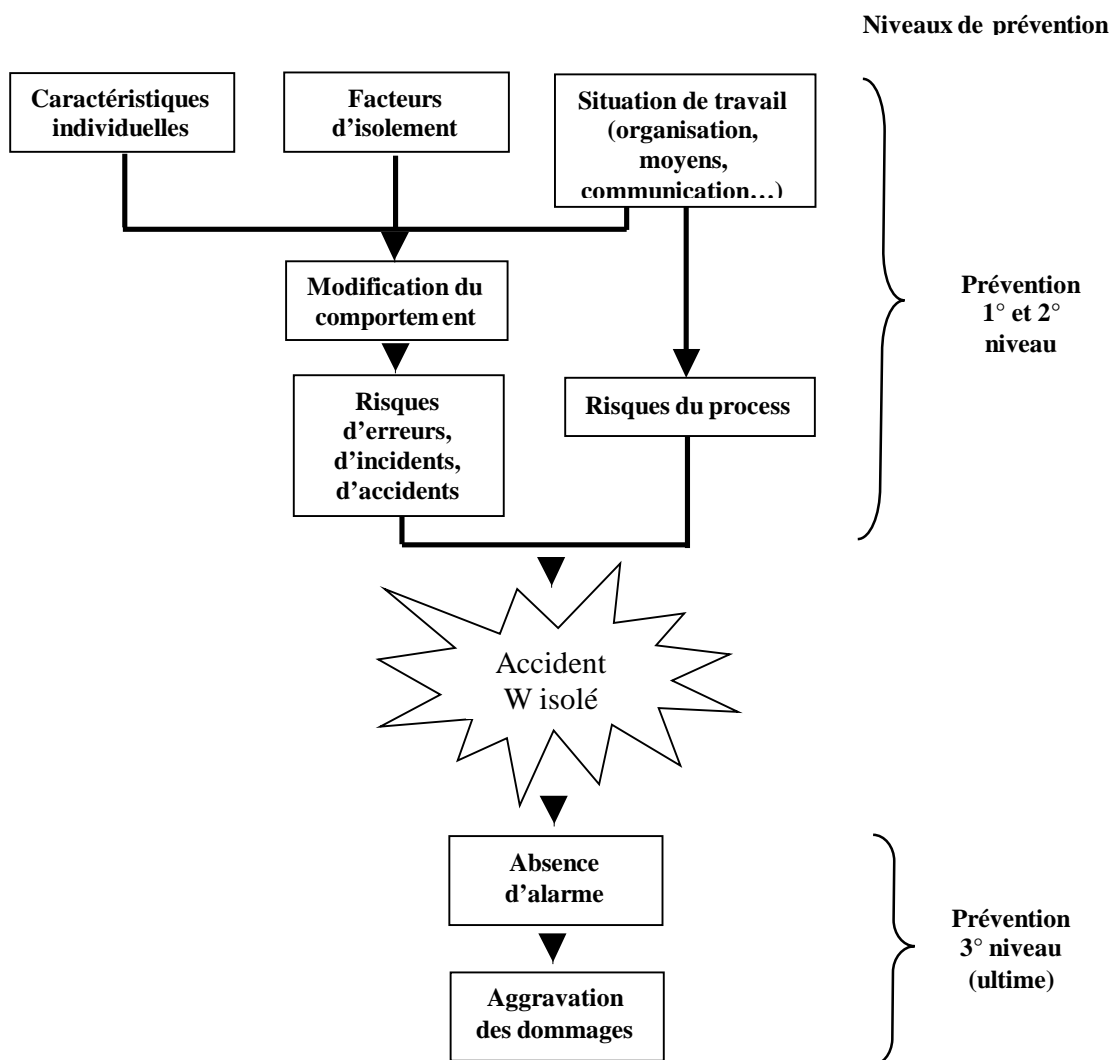 Niveaux de prévention
Caractéristiques
individuelles
Facteurs
d’isolement
Situation de travail
(organisation,
moyens,
communication…)
Modification du
comportement
Risques
d’erreurs,
d’incidents,
d’accidents
Risques du process
Prévention
1° et 2°
niveau
Accident
W isolé
Absence
d’alarme
Aggravation
des dommages
Prévention
3° niveau
(ultime)